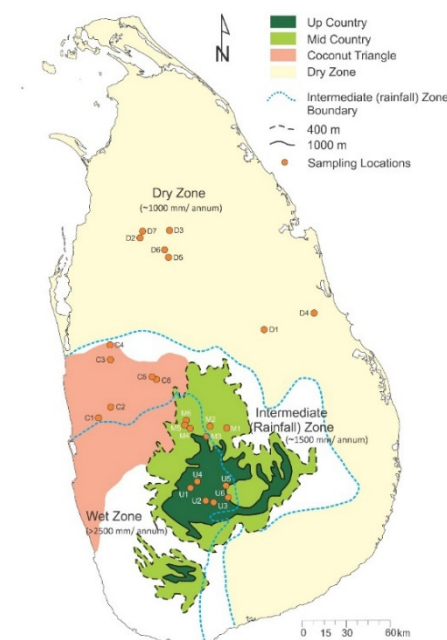 N
Up Country
Mid Country
Coconut Triangle
Dry Zone
Intermediate (rainfall) Zone
Boundary
400 m
1000 m
Sampling Locations
Dry Zone
(~1000 mm/ annum)
D7
D3
D2
D6
D5
D4
D1
C4
C3
C5
C6
C2
C1
M2
M1
M3
Intermediate
(Rainfall) Zone
(~1500 mm/ annum)
U4
U5
U1
U6
U2
U3
Wet Zone
(>2500 mm/ annum)
0 15 30 60km